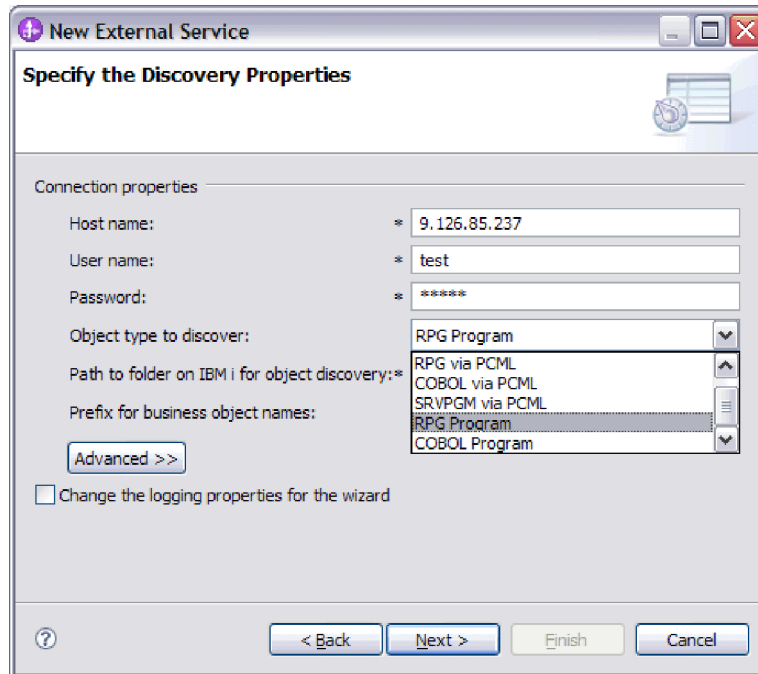 New External Service
Specify the Discovery Properties
Connection properties
Host name: * 9.126.85.237
User name: * test
Password: * *****
Object type to discover: RPG Program
RPG via PCML
COBOL via PCML
SRVPGM via PCML
RPG Program
COBOL Program
Path to folder on IBM i for object discovery:*
Prefix for business object names:
Advanced >>
Change the logging properties for the wizard
? < Back Next > Finish Cancel